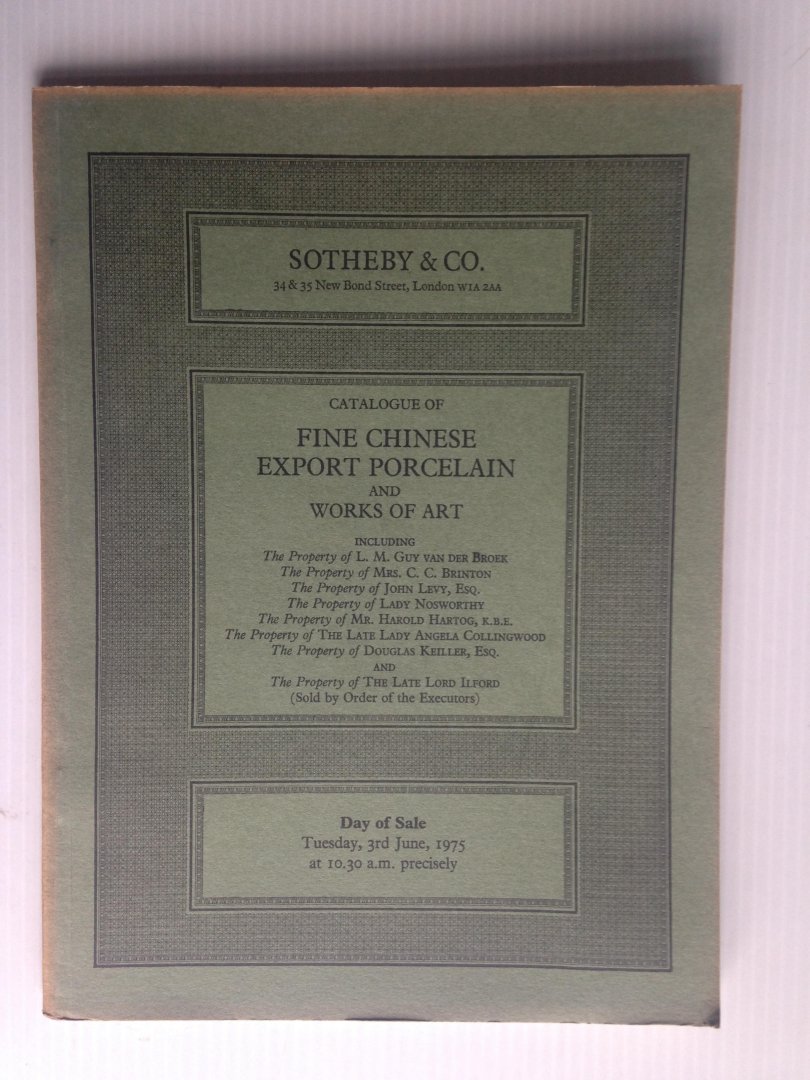 SOTHEBY & CO.
34 & 35 New Bond Street, London W1A 2AA
CATALOGUE OF
FINE CHINESE
EXPORT PORCELAIN
AND
WORKS OF ART
INCLUDING
The Property of L. M. GUY VAN DER BROEK
The Property of MRS. C. C. BRINTON
The Property of JOHN LEVY, ESQ.
The Property of LADY NOSWORTHY
The Property of MR. HAROLD HARTOG, K.B.E.
The Property of THE LATE LADY ANGELA COLLINGWOOD
The Property of DOUGLAS KEILLER, ESQ.
AND
The Property of THE LATE LORD ILFORD
(Sold by Order of the Executors)
Day of Sale
Tuesday, 3rd June, 1975
at 10.30 a.m. precisely